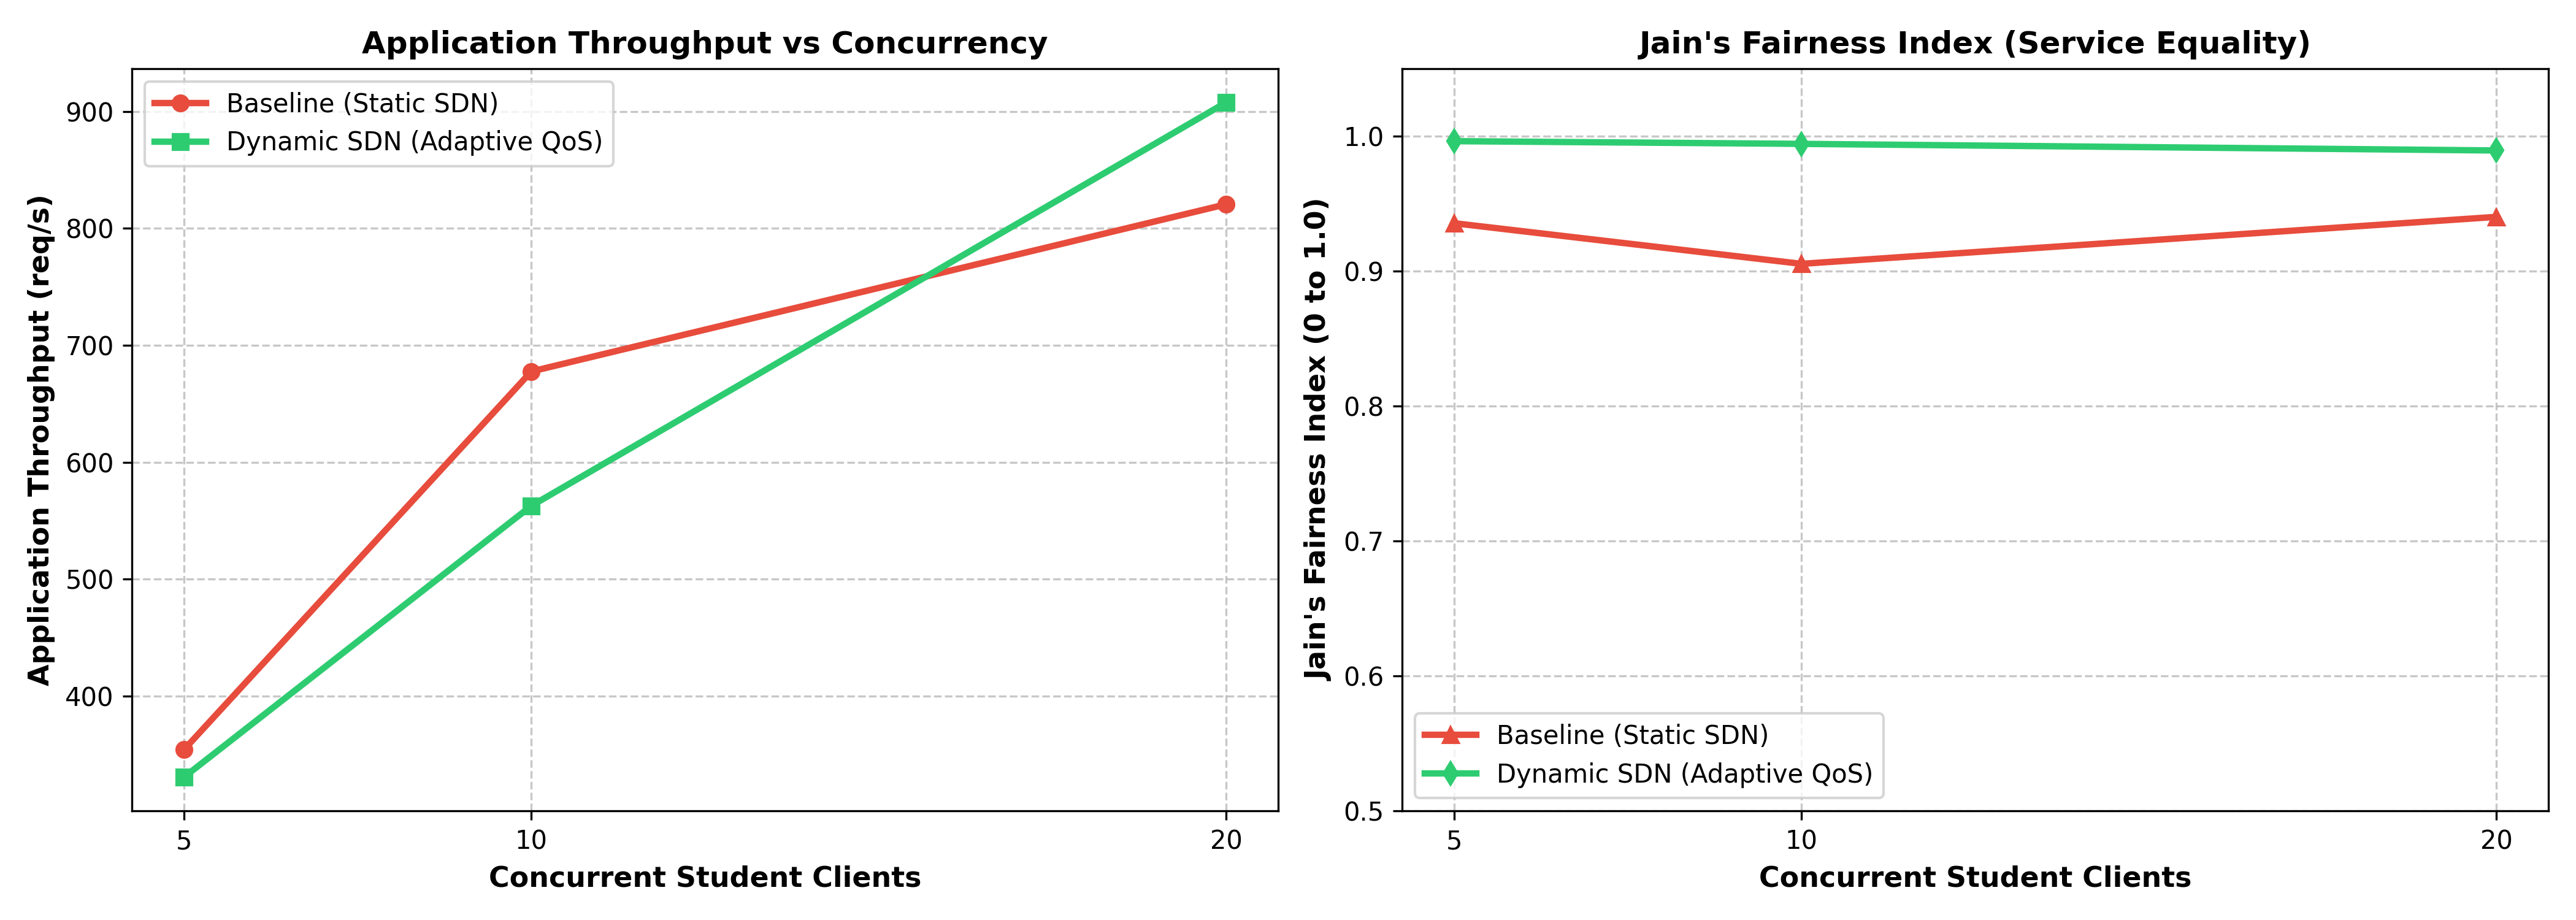 Application Throughput vs Concurrency
Baseline (Static SDN)
Dynamic SDN (Adaptive QoS)
Application Throughput (req/s)
900
800
700
600
500
400
5
10
20
Concurrent Student Clients
Jain's Fairness Index (Service Equality)
Jain's Fairness Index (0 to 1.0)
1.0
0.9
0.8
0.7
0.6
0.5
Baseline (Static SDN)
Dynamic SDN (Adaptive QoS)
5
10
20
Concurrent Student Clients